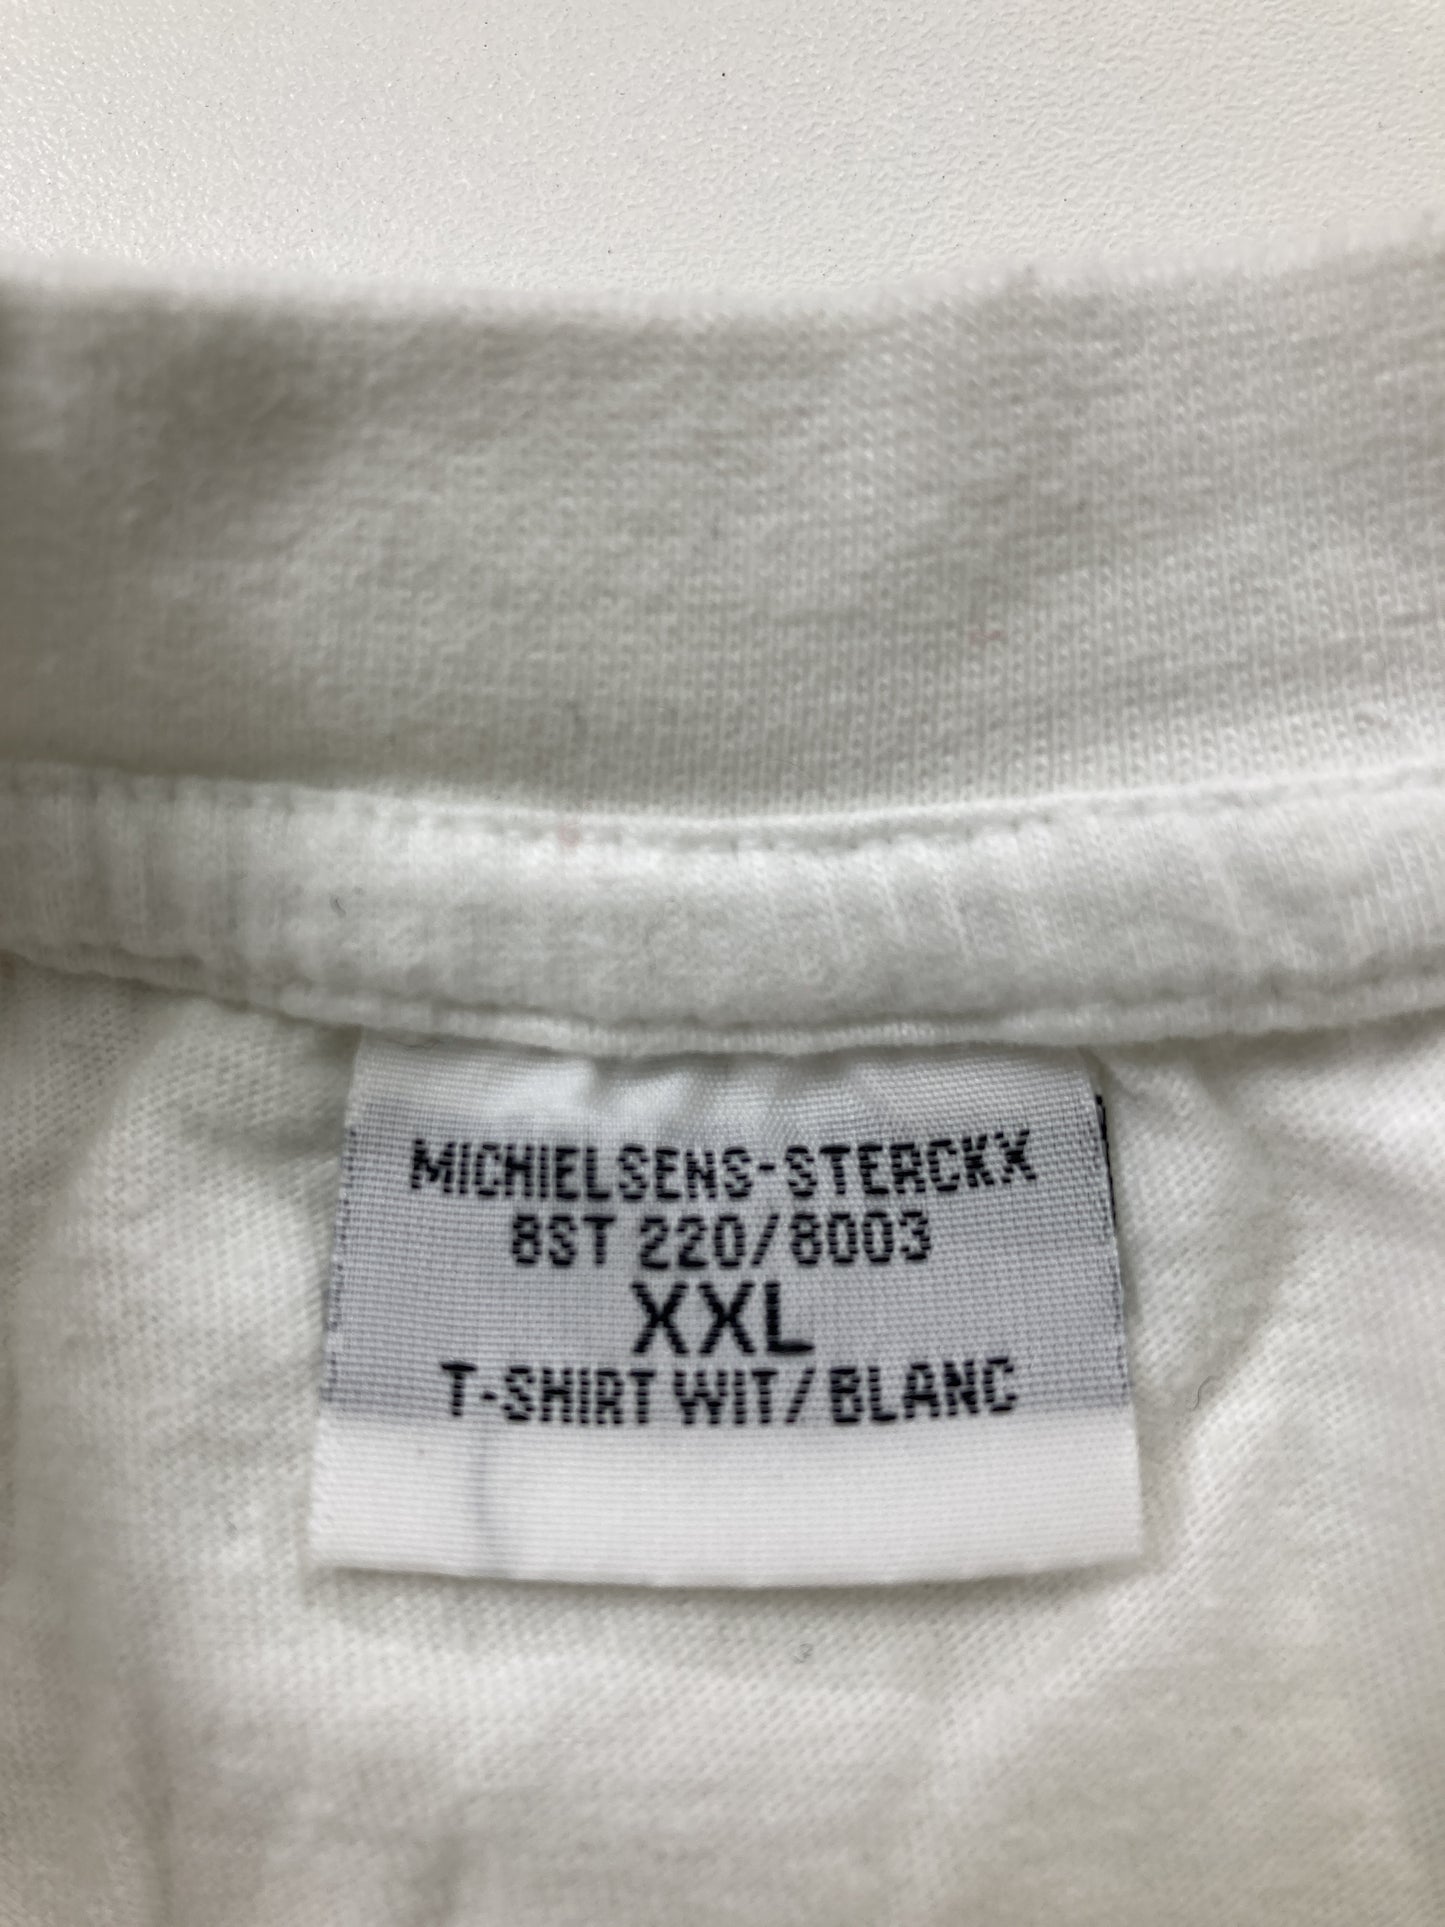 MICHIELSENS-STERCKX
8ST 220/8003
XXL
T-SHIRT WIT/BLANC